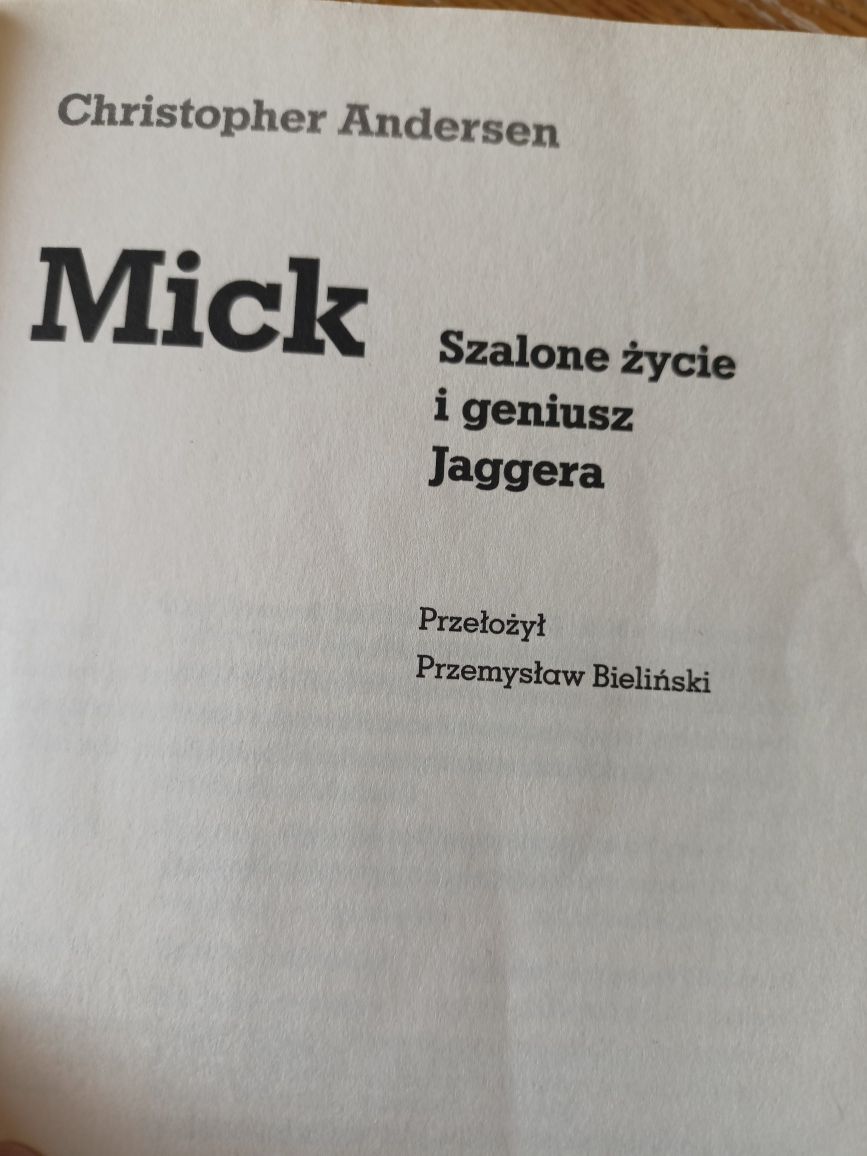 Christopher Andersen
Mick
Szalone życie
i geniusz
Jaggera
Przełożył
Przemysław Bieliński